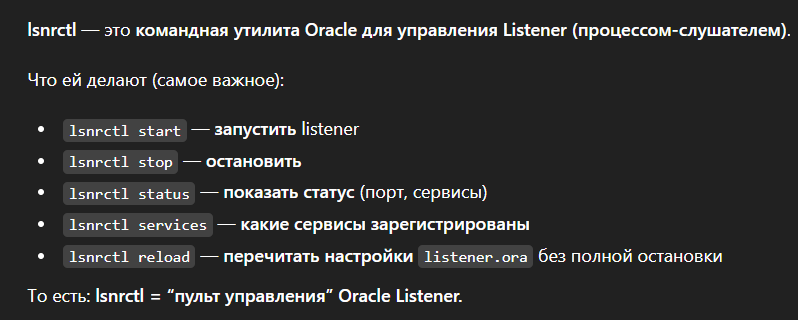 lsnrctl — это командная утилита Oracle для управления Listener (процессом-слушателем).
Что ей делают (самое важное):
• lsnrctl start — запустить listener
• lsnrctl stop — остановить
• lsnrctl status — показать статус (порт, сервисы)
• lsnrctl services — какие сервисы зарегистрированы
• lsnrctl reload — перечитать настройки listener.ora без полной остановки
То есть: lsnrctl = “пульт управления” Oracle Listener.